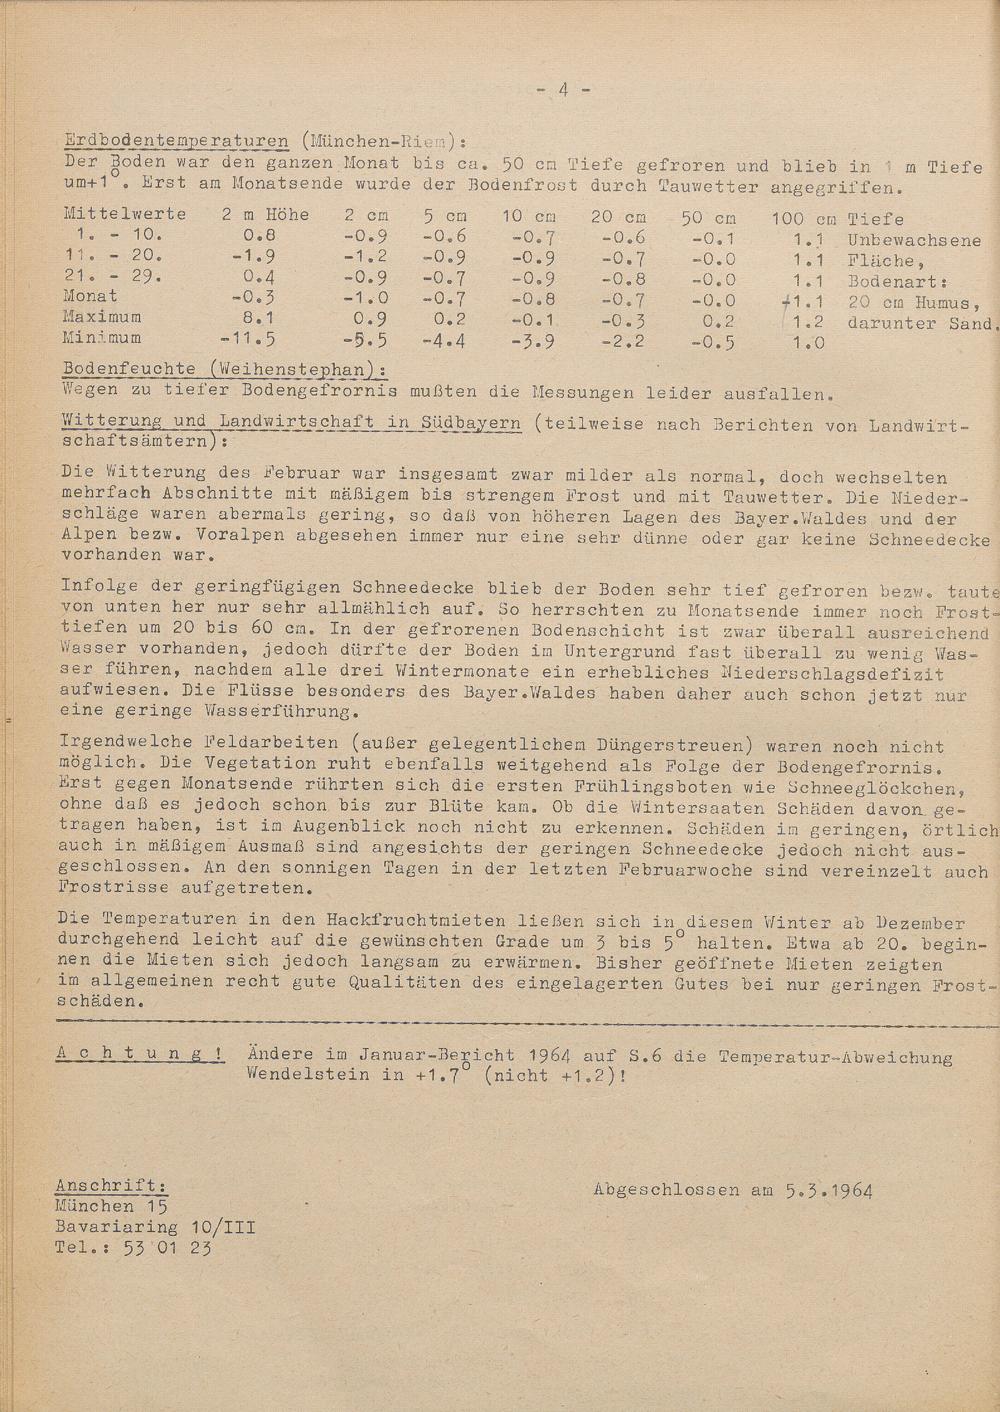 - 4 -
Erdbodentemperaturen (München-Riem):
Der Boden war den ganzen Monat bis ca. 50 cm Tiefe gefroren und blieb in 1 m Tiefe
um+1°. Erst am Monatsende wurde der Bodenfrost durch Tauwetter angegriffen.
Mittelwerte 2 m Höhe 2 cm 5 cm 10 cm 20 cm 50 cm 100 cm Tiefe
1. - 10. 0.8 -0.9 -0.6 -0.7 -0.6 -0.1 1.1 Unbewachsene
11. - 20. -1.9 -1.2 -0.9 -0.9 -0.7 -0.0 1.1 Fläche,
21. - 29. 0.4 -0.9 -0.7 -0.9 -0.8 -0.0 1.1 Bodenart:
Monat -0.3 -1.0 -0.7 -0.8 -0.7 -0.0 +1.1 20 cm Humus,
Maximum 8.1 0.9 0.2 -0.1 -0.3 0.2 1.2 darunter Sand.
Minimum -11.5 -5.5 -4.4 -3.9 -2.2 -0.5 1.0
Bodenfeuchte (Weihenstephan):
Wegen zu tiefer Bodengefrornis mußten die Messungen leider ausfallen.
Witterung und Landwirtschaft in Südbayern (teilweise nach Berichten von Landwirt-
schaftsämtern):
Die Witterung des Februar war insgesamt zwar milder als normal, doch wechselten
mehrfach Abschnitte mit mäßigem bis strengem Frost und mit Tauwetter. Die Nieder-
schläge waren abermals gering, so daß von höheren Lagen des Bayer.Waldes und der
Alpen bezw. Voralpen abgesehen immer nur eine sehr dünne oder gar keine Schneedecke
vorhanden war.
Infolge der geringfügigen Schneedecke blieb der Boden sehr tief gefroren bezw. taute
von unten her nur sehr allmählich auf. So herrschten zu Monatsende immer noch Frost-
tiefen um 20 bis 60 cm. In der gefrorenen Bodenschicht ist zwar überall ausreichend
Wasser vorhanden, jedoch dürfte der Boden im Untergrund fast überall zu wenig Was-
ser führen, nachdem alle drei Wintermonate ein erhebliches Niederschlagsdefizit
aufwiesen. Die Flüsse besonders des Bayer.Waldes haben daher auch schon jetzt nur
eine geringe Wasserführung.
Irgendwelche Feldarbeiten (außer gelegentlichem Düngerstreuen) waren noch nicht
möglich. Die Vegetation ruht ebenfalls weitgehend als Folge der Bodengefrornis.
Erst gegen Monatsende rührten sich die ersten Frühlingsboten wie Schneeglöckchen,
ohne daß es jedoch schon bis zur Blüte kam. Ob die Wintersaaten Schäden davon ge-
tragen haben, ist im Augenblick noch nicht zu erkennen. Schäden im geringen, örtlich
auch in mäßigem Ausmaß sind angesichts der geringen Schneedecke jedoch nicht aus-
geschlossen. An den sonnigen Tagen in der letzten Februarwoche sind vereinzelt auch
Frostrisse aufgetreten.
Die Temperaturen in den Hackfruchtmieten ließen sich in diesem Winter ab Dezember
durchgehend leicht auf die gewünschten Grade um 3 bis 5° halten. Etwa ab 20. begin-
nen die Mieten sich jedoch langsam zu erwärmen. Bisher geöffnete Mieten zeigten
im allgemeinen recht gute Qualitäten des eingelagerten Gutes bei nur geringen Frost-
schäden.
A c h t u n g ! Ändere im Januar-Bericht 1964 auf S.6 die Temperatur-Abweichung
Wendelstein in +1.7° (nicht +1.2)!
Anschrift:
München 15
Bavariaring 10/III
Tel.: 53 01 23
Abgeschlossen am 5.3.1964